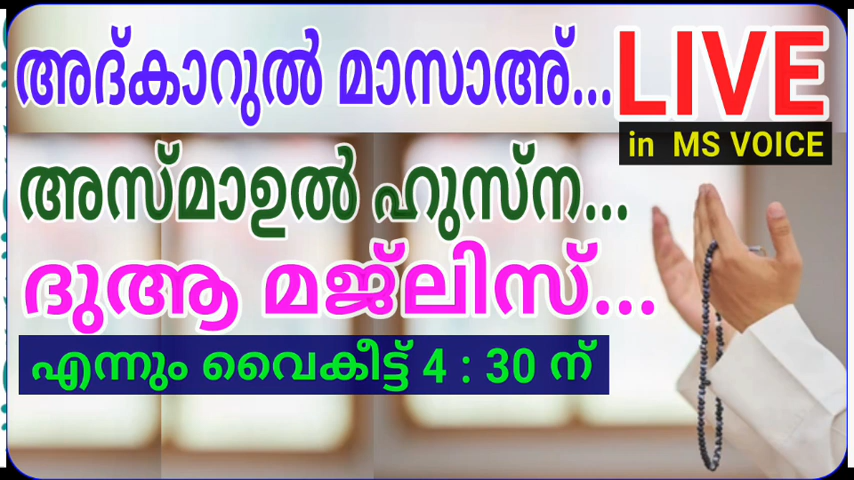 അദ്കാറുൽ മാസാഅ്...
LIVE
in MS VOICE
അസ്മാഉൽ ഹുസ്ന...
ദുആ മജ്ലിസ്...
എന്നും വൈകീട്ട് 4 : 30 ന്